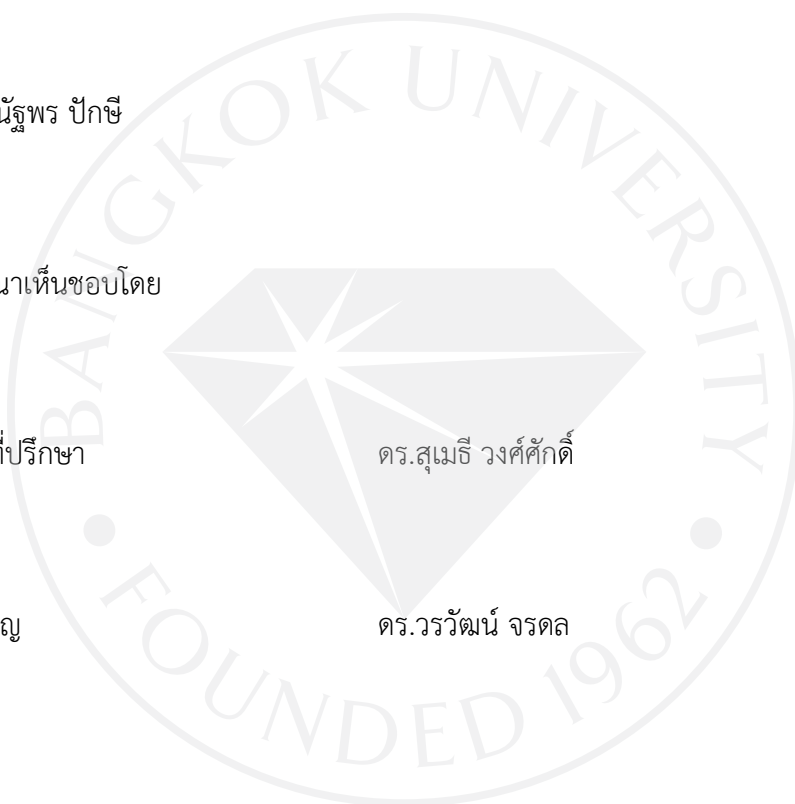 นัฐพร ปักษี
นาเห็นชอบโดย
ที่ปรึกษา ดร.สุเมธี วงศ์ศักดิ์
ญ ดร.วรวัฒน์ จรดล
BANGKOK UNIVERSITY
• FOUNDED 1962 •